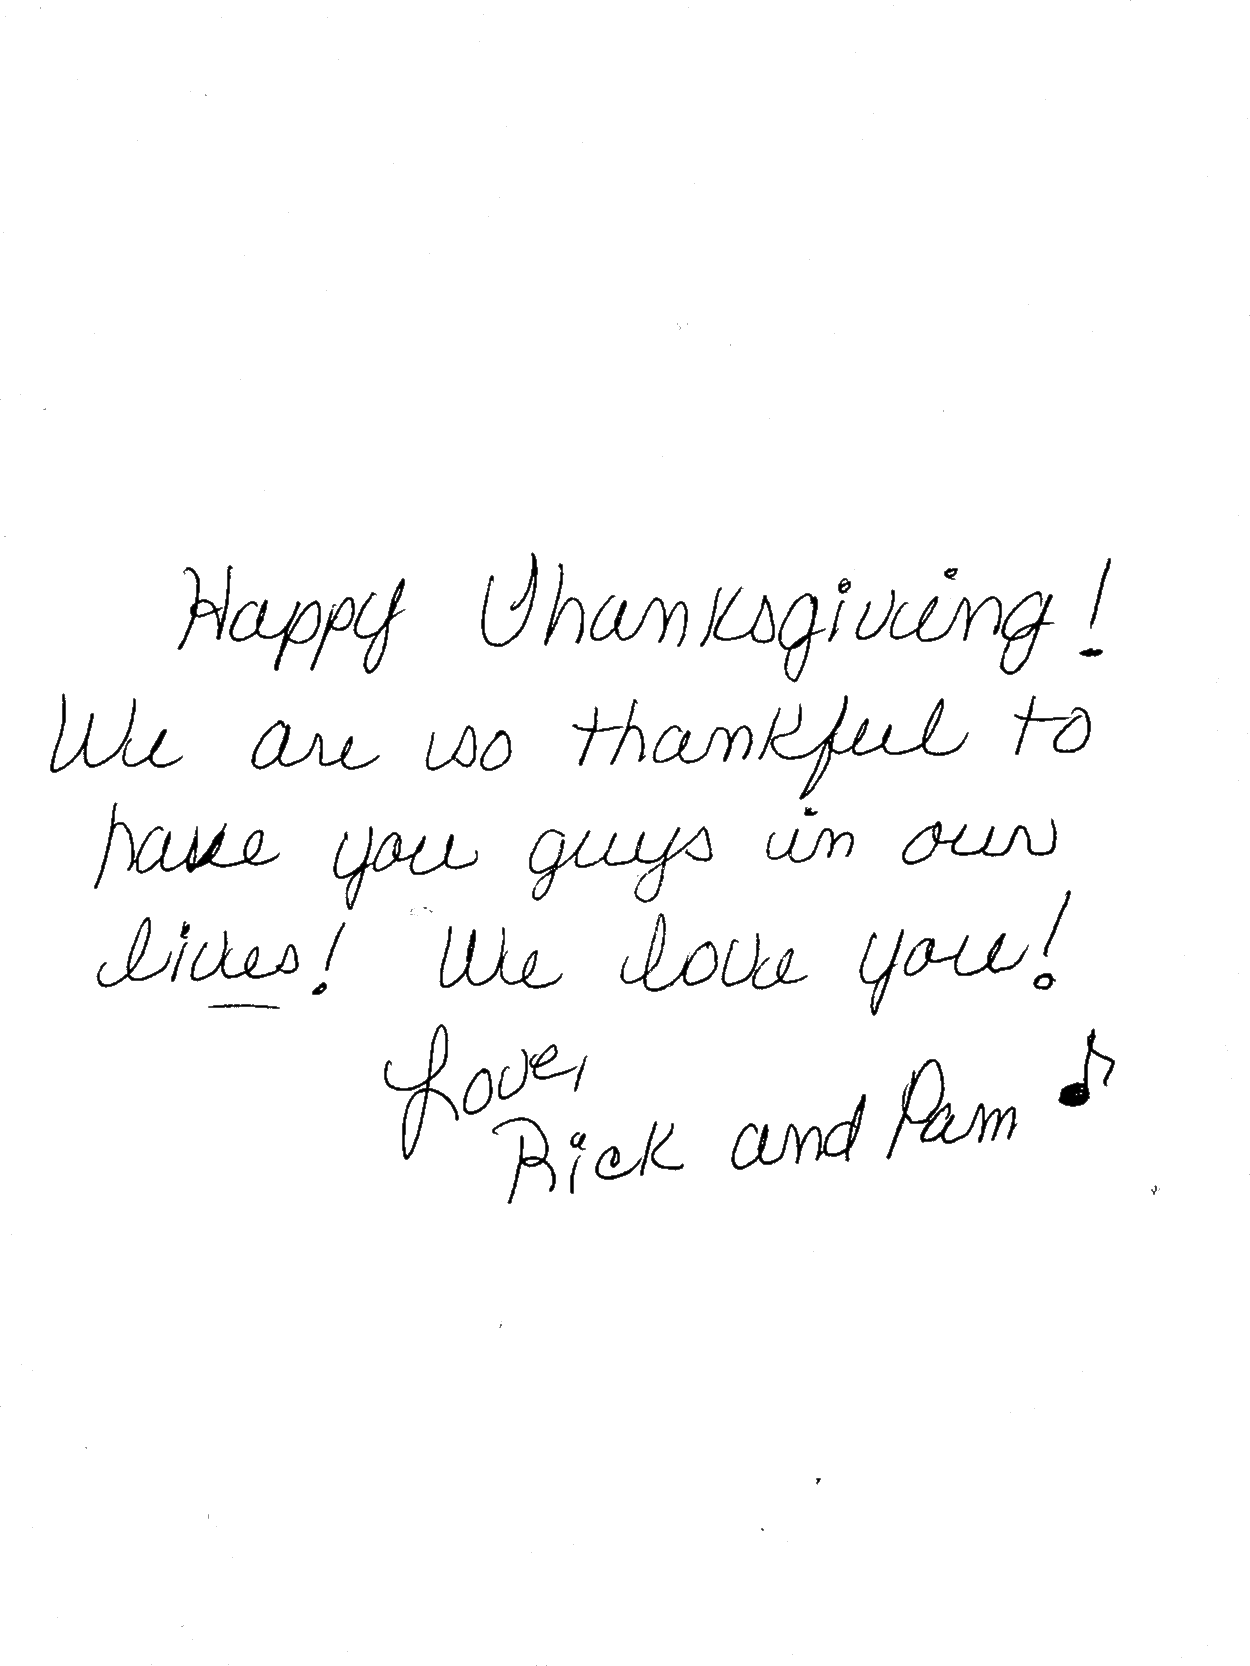 Happy Thanksgiving!
We are so thankful to
have you guys in our
lives! We love you!
Love,
Rick and Pam ♪